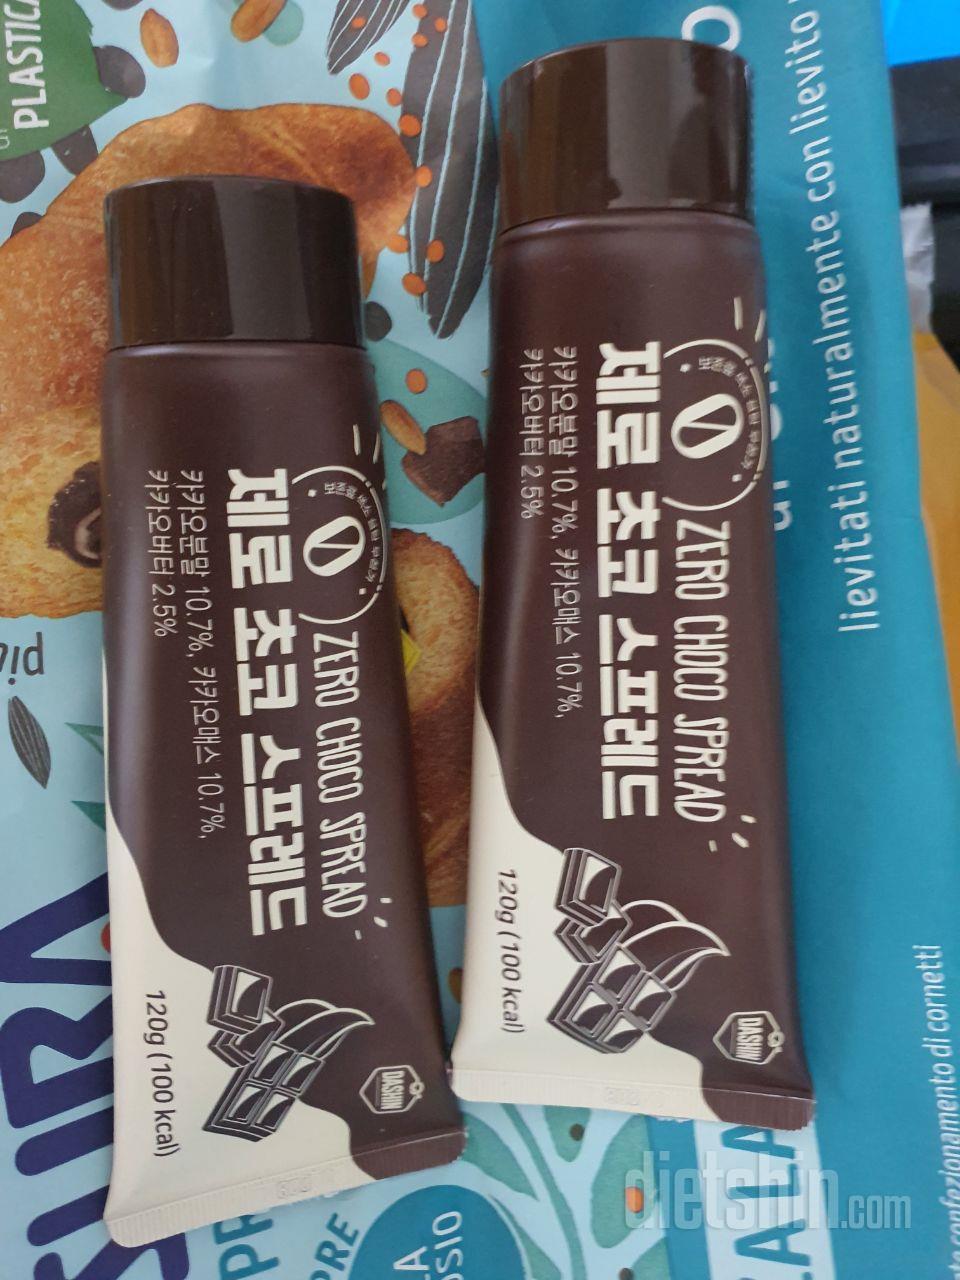 제로 초코 스프레드
ZERO CHOCO SPREAD
카카오분말 10.7%, 카카오매스 10.7%,
카카오버터 2.5%
120g (100 kcal)
DASHIN
제로 초코 스프레드
ZERO CHOCO SPREAD
카카오분말 10.7%, 카카오매스 10.7%,
카카오버터 2.5%
120g (100 kcal)
DASHIN
di PLASTICA
lievitati naturalmente con lievito
confezionamento di cornetti
dietshin.com